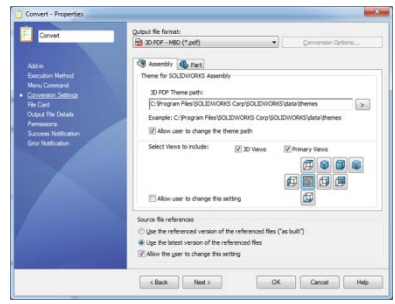 Convert - Properties
Convert
Add-in
Execution Method
Menu Command
Conversion Settings
File Card
Output File Details
Permissions
Success Notification
Error Notification
Output file format:
3D PDF - MBD (*.pdf)
Conversion Options...
Assembly
Part
Theme for SOLIDWORKS Assembly
3D PDF Theme path:
C:\Program Files\SOLIDWORKS Corp\SOLIDWORKS\data\themes
>
Example: C:\Program Files\SOLIDWORKS Corp\SOLIDWORKS\data\themes
Allow user to change the theme path
Select Views to include:
3D Views
Primary Views
Allow user to change this setting
Source file references
Use the referenced version of the referenced files ("as built")
Use the latest version of the referenced files
Allow the user to change this setting
< Back
Next >
OK
Cancel
Help